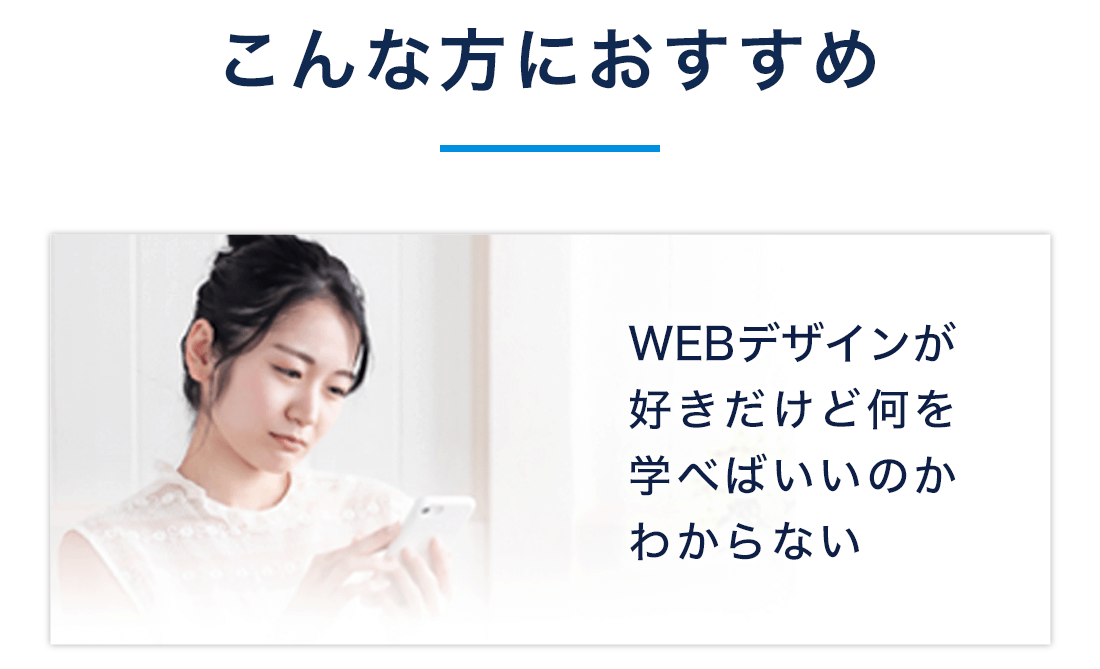 こんな方におすすめ
WEBデザインが
好きだけど何を
学べばいいのか
わからない